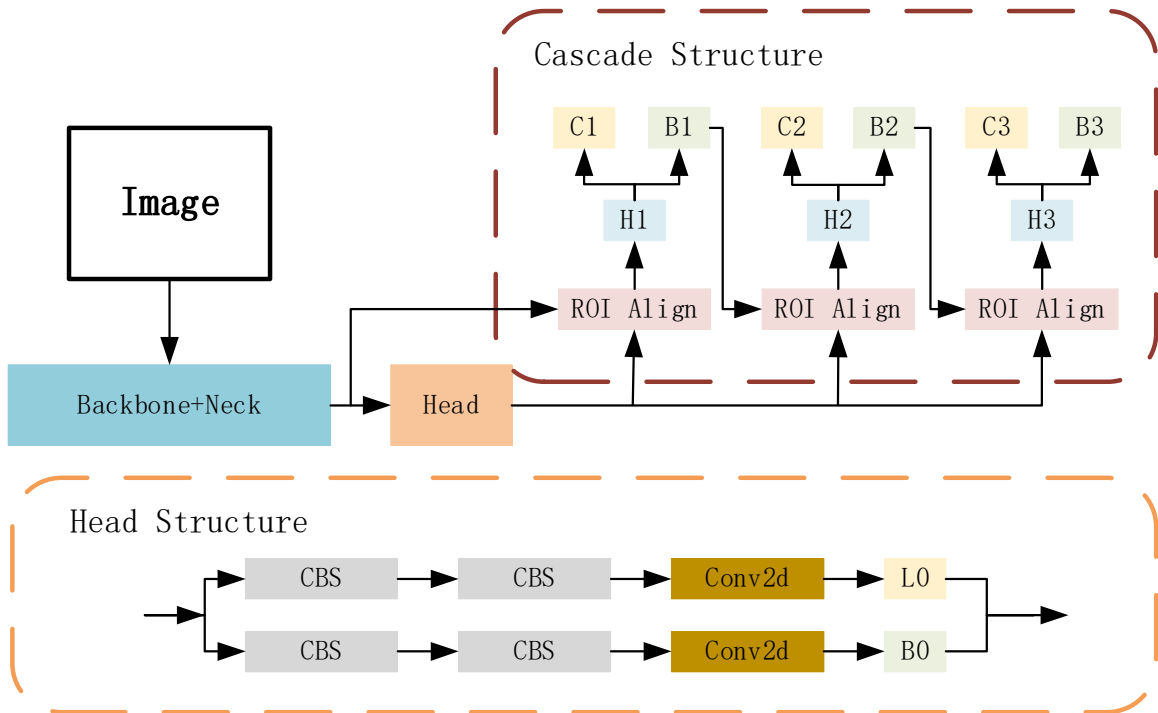 Cascade Structure
C1 B1 C2 B2 C3 B3
Image
H1 H2 H3
ROI Align ROI Align ROI Align
Backbone+Neck Head
Head Structure
CBS CBS Conv2d L0
CBS CBS Conv2d B0